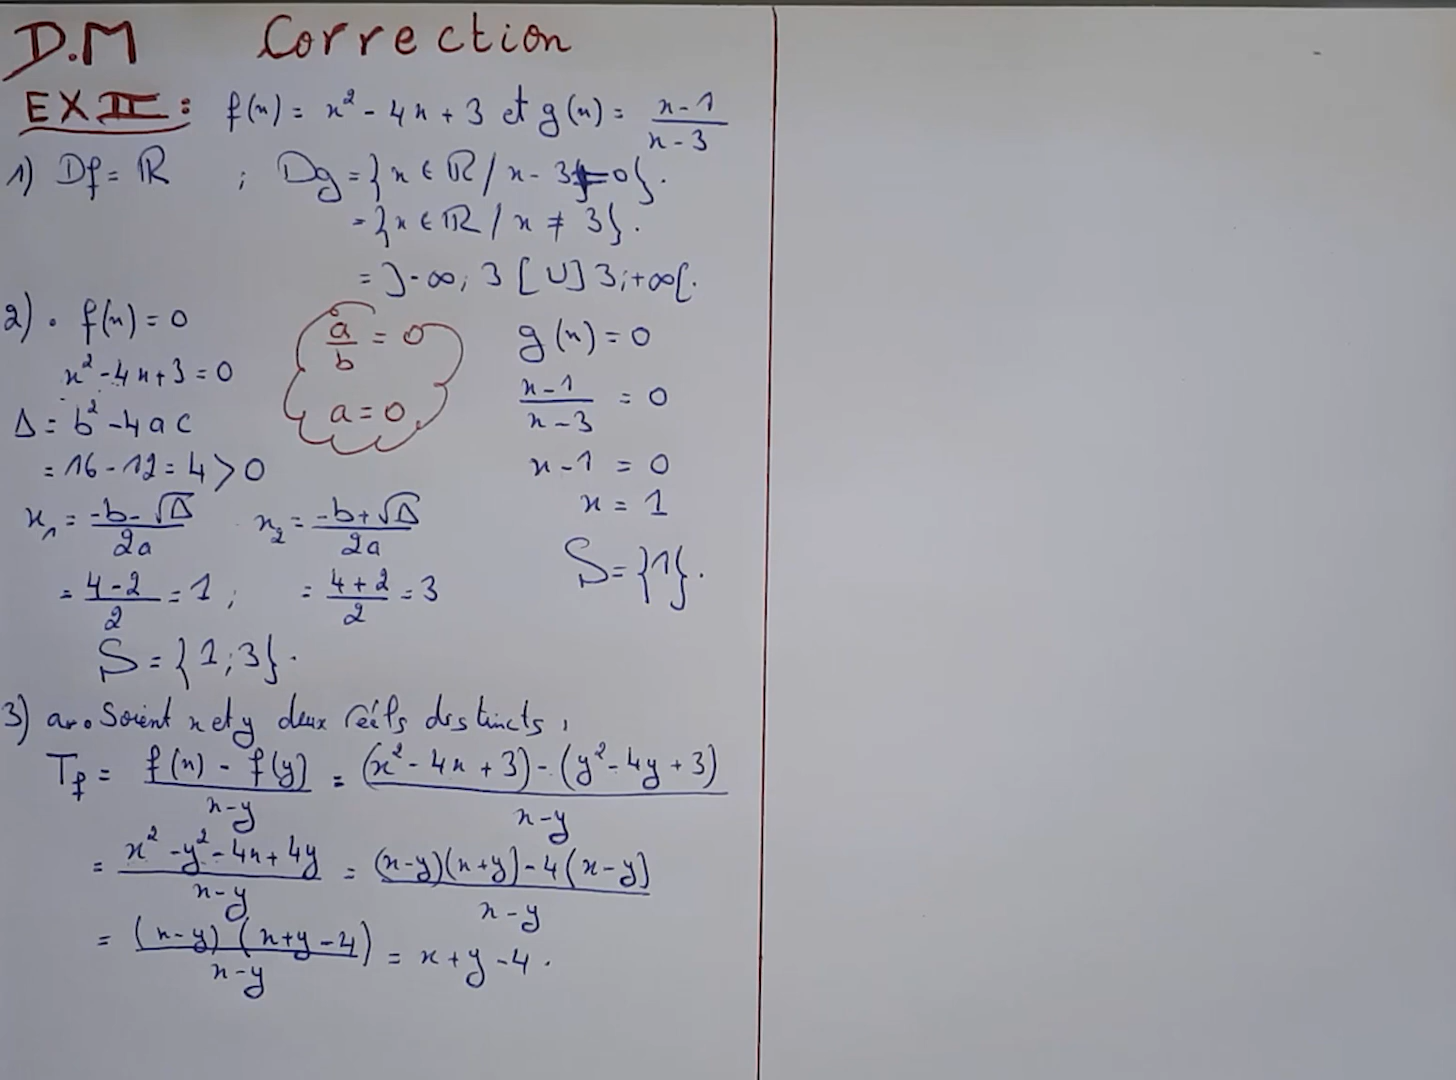 D.M Correction
EX II : f(x) = x² - 4x + 3 et g(x) = (x-1)/(x-3)
1) Df = ℝ ; Dg = {x ∈ ℝ / x - 3 ≠ 0}.
= {x ∈ ℝ / x ≠ 3}.
= ]-∞; 3[ U ]3; +∞[.
2) • f(x) = 0
x² - 4x + 3 = 0
Δ = b² - 4ac
= 16 - 12 = 4 > 0
x₁ = (-b - √Δ)/2a x₂ = (-b + √Δ)/2a
= (4 - 2)/2 = 1 ; = (4 + 2)/2 = 3
S = {1; 3}.
a/b = 0
a = 0
g(x) = 0
(x-1)/(x-3) = 0
x - 1 = 0
x = 1
S = {1}.
3) a. Soient x et y deux réels distincts,
Tf = (f(x) - f(y))/(x-y) = ((x² - 4x + 3) - (y² - 4y + 3))/(x-y)
= (x² - y² - 4x + 4y)/(x-y) = ((x-y)(x+y) - 4(x-y))/(x-y)
= ((x-y)(x+y-4))/(x-y) = x + y - 4.